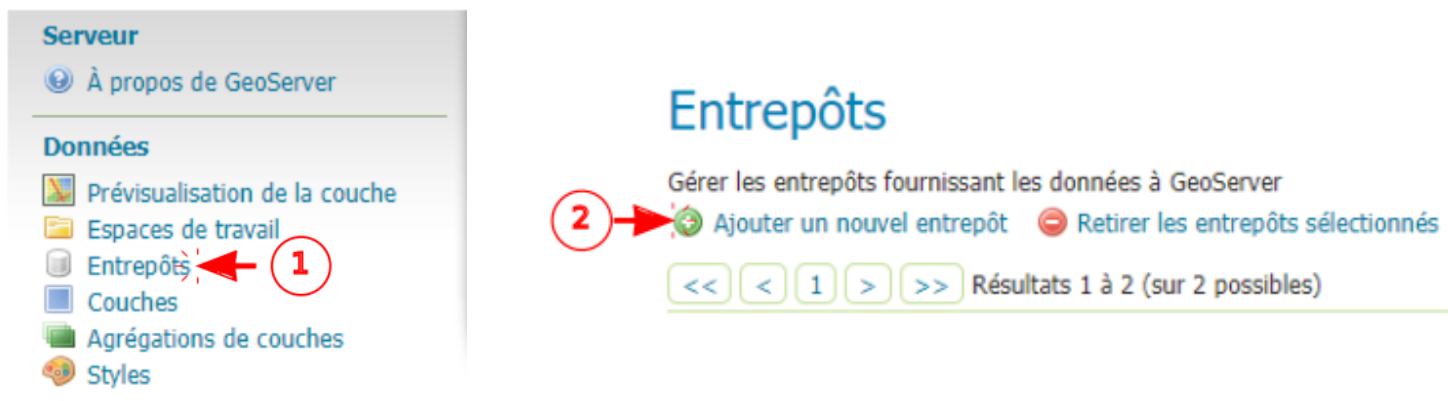 Serveur
À propos de GeoServer
Données
Prévisualisation de la couche
Espaces de travail
Entrepôts
1
Couches
Agrégations de couches
Styles
Entrepôts
Gérer les entrepôts fournissant les données à GeoServer
2 Ajouter un nouvel entrepôt Retirer les entrepôts sélectionnés
<< < 1 > >> Résultats 1 à 2 (sur 2 possibles)